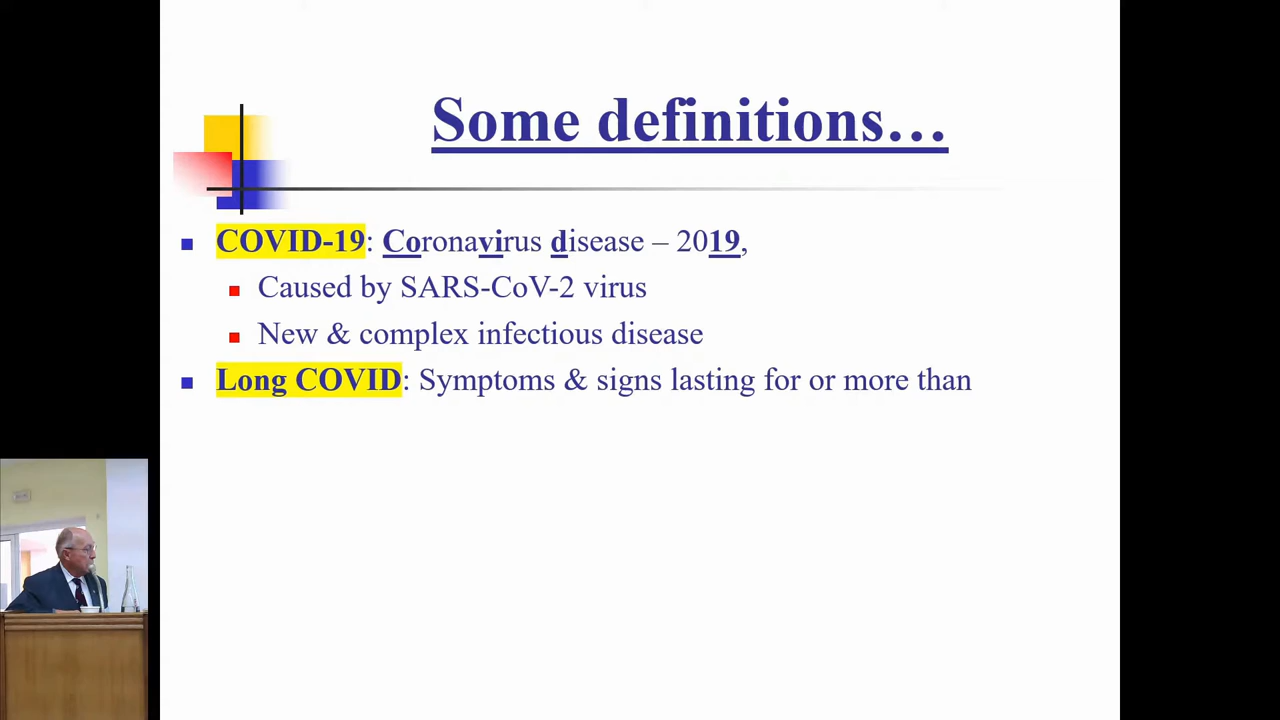 Some definitions…
COVID-19: Coronavirus disease – 2019,
Caused by SARS-CoV-2 virus
New & complex infectious disease
Long COVID: Symptoms & signs lasting for or more than